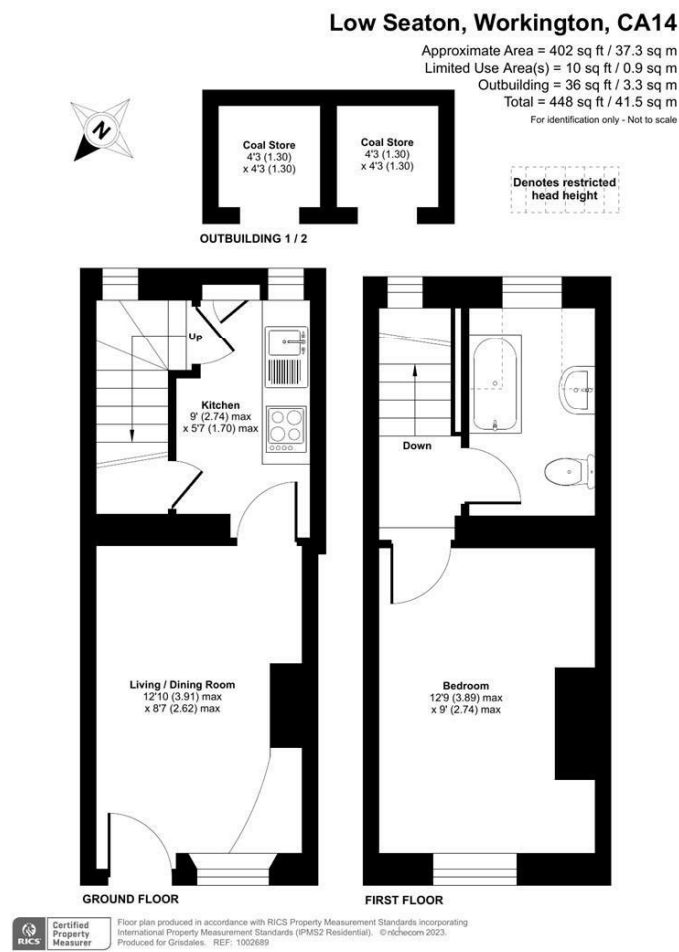 Low Seaton, Workington, CA14
Approximate Area = 402 sq ft / 37.3 sq m
Limited Use Area(s) = 10 sq ft / 0.9 sq m
Outbuilding = 36 sq ft / 3.3 sq m
Total = 448 sq ft / 41.5 sq m
For identification only - Not to scale
N
Coal Store
4'3 (1.30)
x 4'3 (1.30)
Coal Store
4'3 (1.30)
x 4'3 (1.30)
Denotes restricted
head height
OUTBUILDING 1 / 2
UP
Kitchen
9' (2.74) max
x 5'7 (1.70) max
Down
Living / Dining Room
12'10 (3.91) max
x 8'7 (2.62) max
Bedroom
12'9 (3.89) max
x 9' (2.74) max
GROUND FLOOR
FIRST FLOOR
RICS
Certified
Property
Measurer
Floor plan produced in accordance with RICS Property Measurement Standards incorporating
International Property Measurement Standards (IPMS2 Residential). © nichecom 2023.
Produced for Grisdales. REF: 1002689